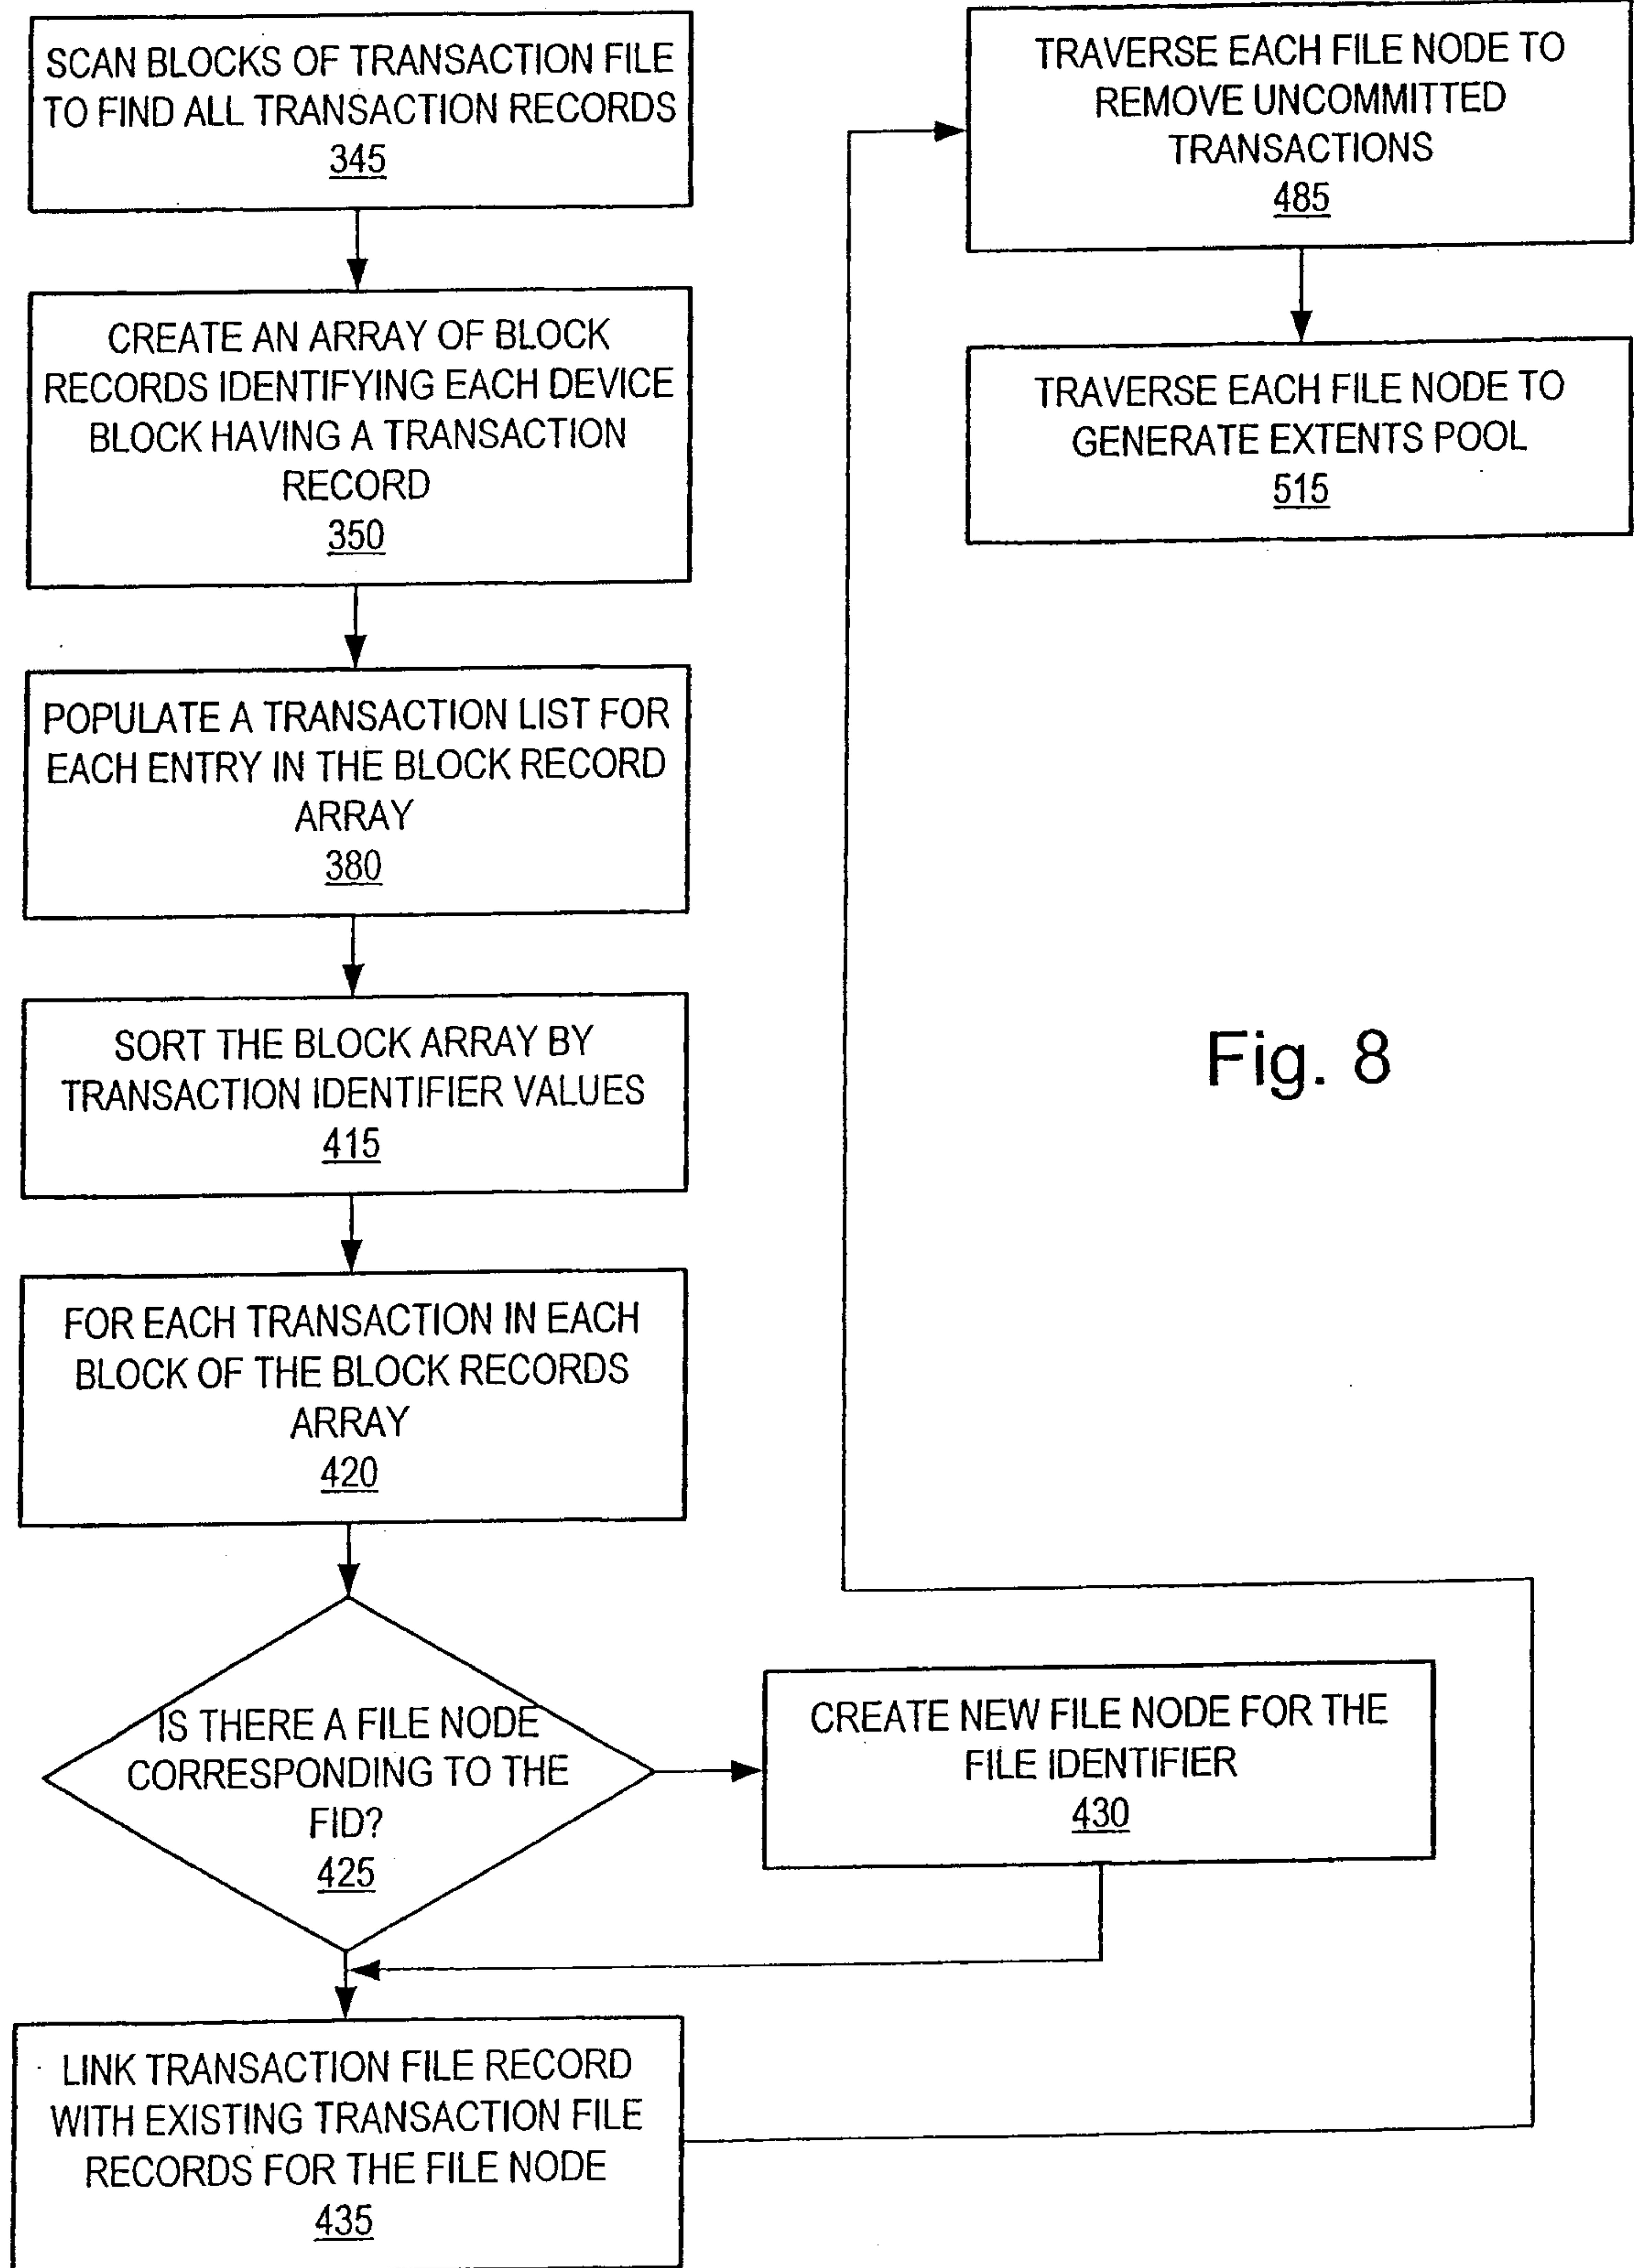 SCAN BLOCKS OF TRANSACTION FILE
TO FIND ALL TRANSACTION RECORDS
345
CREATE AN ARRAY OF BLOCK
RECORDS IDENTIFYING EACH DEVICE
BLOCK HAVING A TRANSACTION
RECORD
350
POPULATE A TRANSACTION LIST FOR
EACH ENTRY IN THE BLOCK RECORD
ARRAY
380
SORT THE BLOCK ARRAY BY
TRANSACTION IDENTIFIER VALUES
415
FOR EACH TRANSACTION IN EACH
BLOCK OF THE BLOCK RECORDS
ARRAY
420
IS THERE A FILE NODE
CORRESPONDING TO THE
FID?
425
CREATE NEW FILE NODE FOR THE
FILE IDENTIFIER
430
LINK TRANSACTION FILE RECORD
WITH EXISTING TRANSACTION FILE
RECORDS FOR THE FILE NODE
435
TRAVERSE EACH FILE NODE TO
REMOVE UNCOMMITTED
TRANSACTIONS
485
TRAVERSE EACH FILE NODE TO
GENERATE EXTENTS POOL
515
Fig. 8